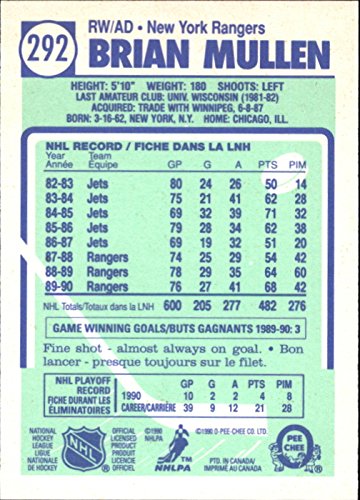 292
RW/AD • New York Rangers
BRIAN MULLEN
HEIGHT: 5'10" WEIGHT: 180 SHOOTS: LEFT
LAST AMATEUR CLUB: UNIV. WISCONSIN (1981-82)
ACQUIRED: TRADE WITH WINNIPEG, 6-8-87
BORN: 3-16-62, NEW YORK, N.Y. HOME: CHICAGO, ILL.
NHL RECORD / FICHE DANS LA LNH
Year Team
Année Équipe GP G A PTS PIM
82-83 Jets 80 24 26 50 14
83-84 Jets 75 21 41 62 28
84-85 Jets 69 32 39 71 32
85-86 Jets 79 28 34 62 38
86-87 Jets 69 19 32 51 20
87-88 Rangers 74 25 29 54 42
88-89 Rangers 78 29 35 64 60
89-90 Rangers 76 27 41 68 42
NHL Totals/Totaux dans la LNH 600 205 277 482 276
GAME WINNING GOALS/BUTS GAGNANTS 1989-90: 3
Fine shot - almost always on goal. • Bon
lancer - presque toujours sur le filet.
NHL PLAYOFF RECORD GP G A PTS PIM
FICHE DURANT LES 1990 10 2 2 4 8
ÉLIMINATOIRES CAREER/CARRIÈRE 39 9 12 21 28
NATIONAL
HOCKEY
LEAGUE
LIGUE
NATIONALE
DE HOCKEY
NHL
OFFICIAL
LICENSED
PRODUCT
PRODUIT
OFFICIEL
©1990
NHLPA
NHLPA
©1990 O-PEE-CHEE CO. LTD.
O
PEE
CHEE
PTD. IN CANADA/
IMPRIMÉ AU CANADA